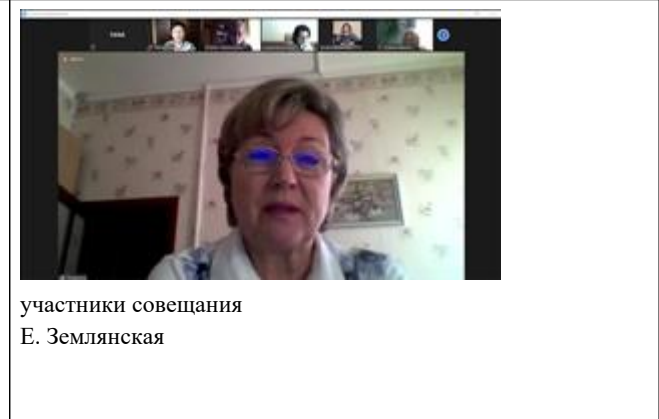 участники совещания
Е. Землянская